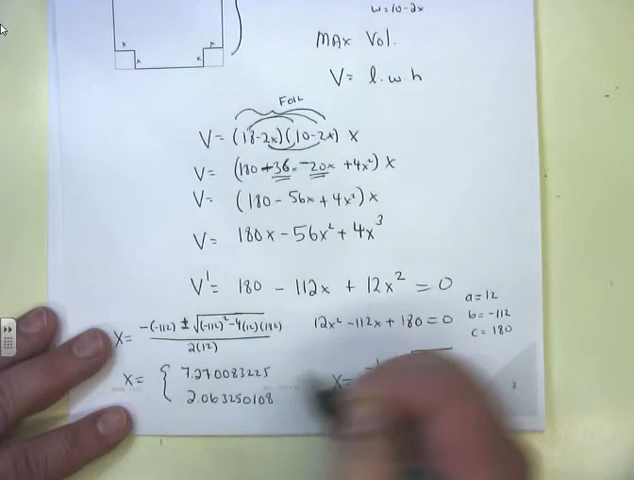 w=10-2x
x x
x x
MAX Vol.
V= l.w.h
FOIL
V= (18-2x)(10-2x) x
V= (180 -36x -20x +4x²) x
V= (180 - 56x + 4x²) x
V= 180x - 56x² + 4x³
V' = 180 - 112x + 12x² = 0
a=12
b=-112
c=180
x= -(-112) ± √(-112)²-4(12)(180)
2(12)
12x² -112x + 180 = 0
x= { 7.270083225
2.063250108
x=
2